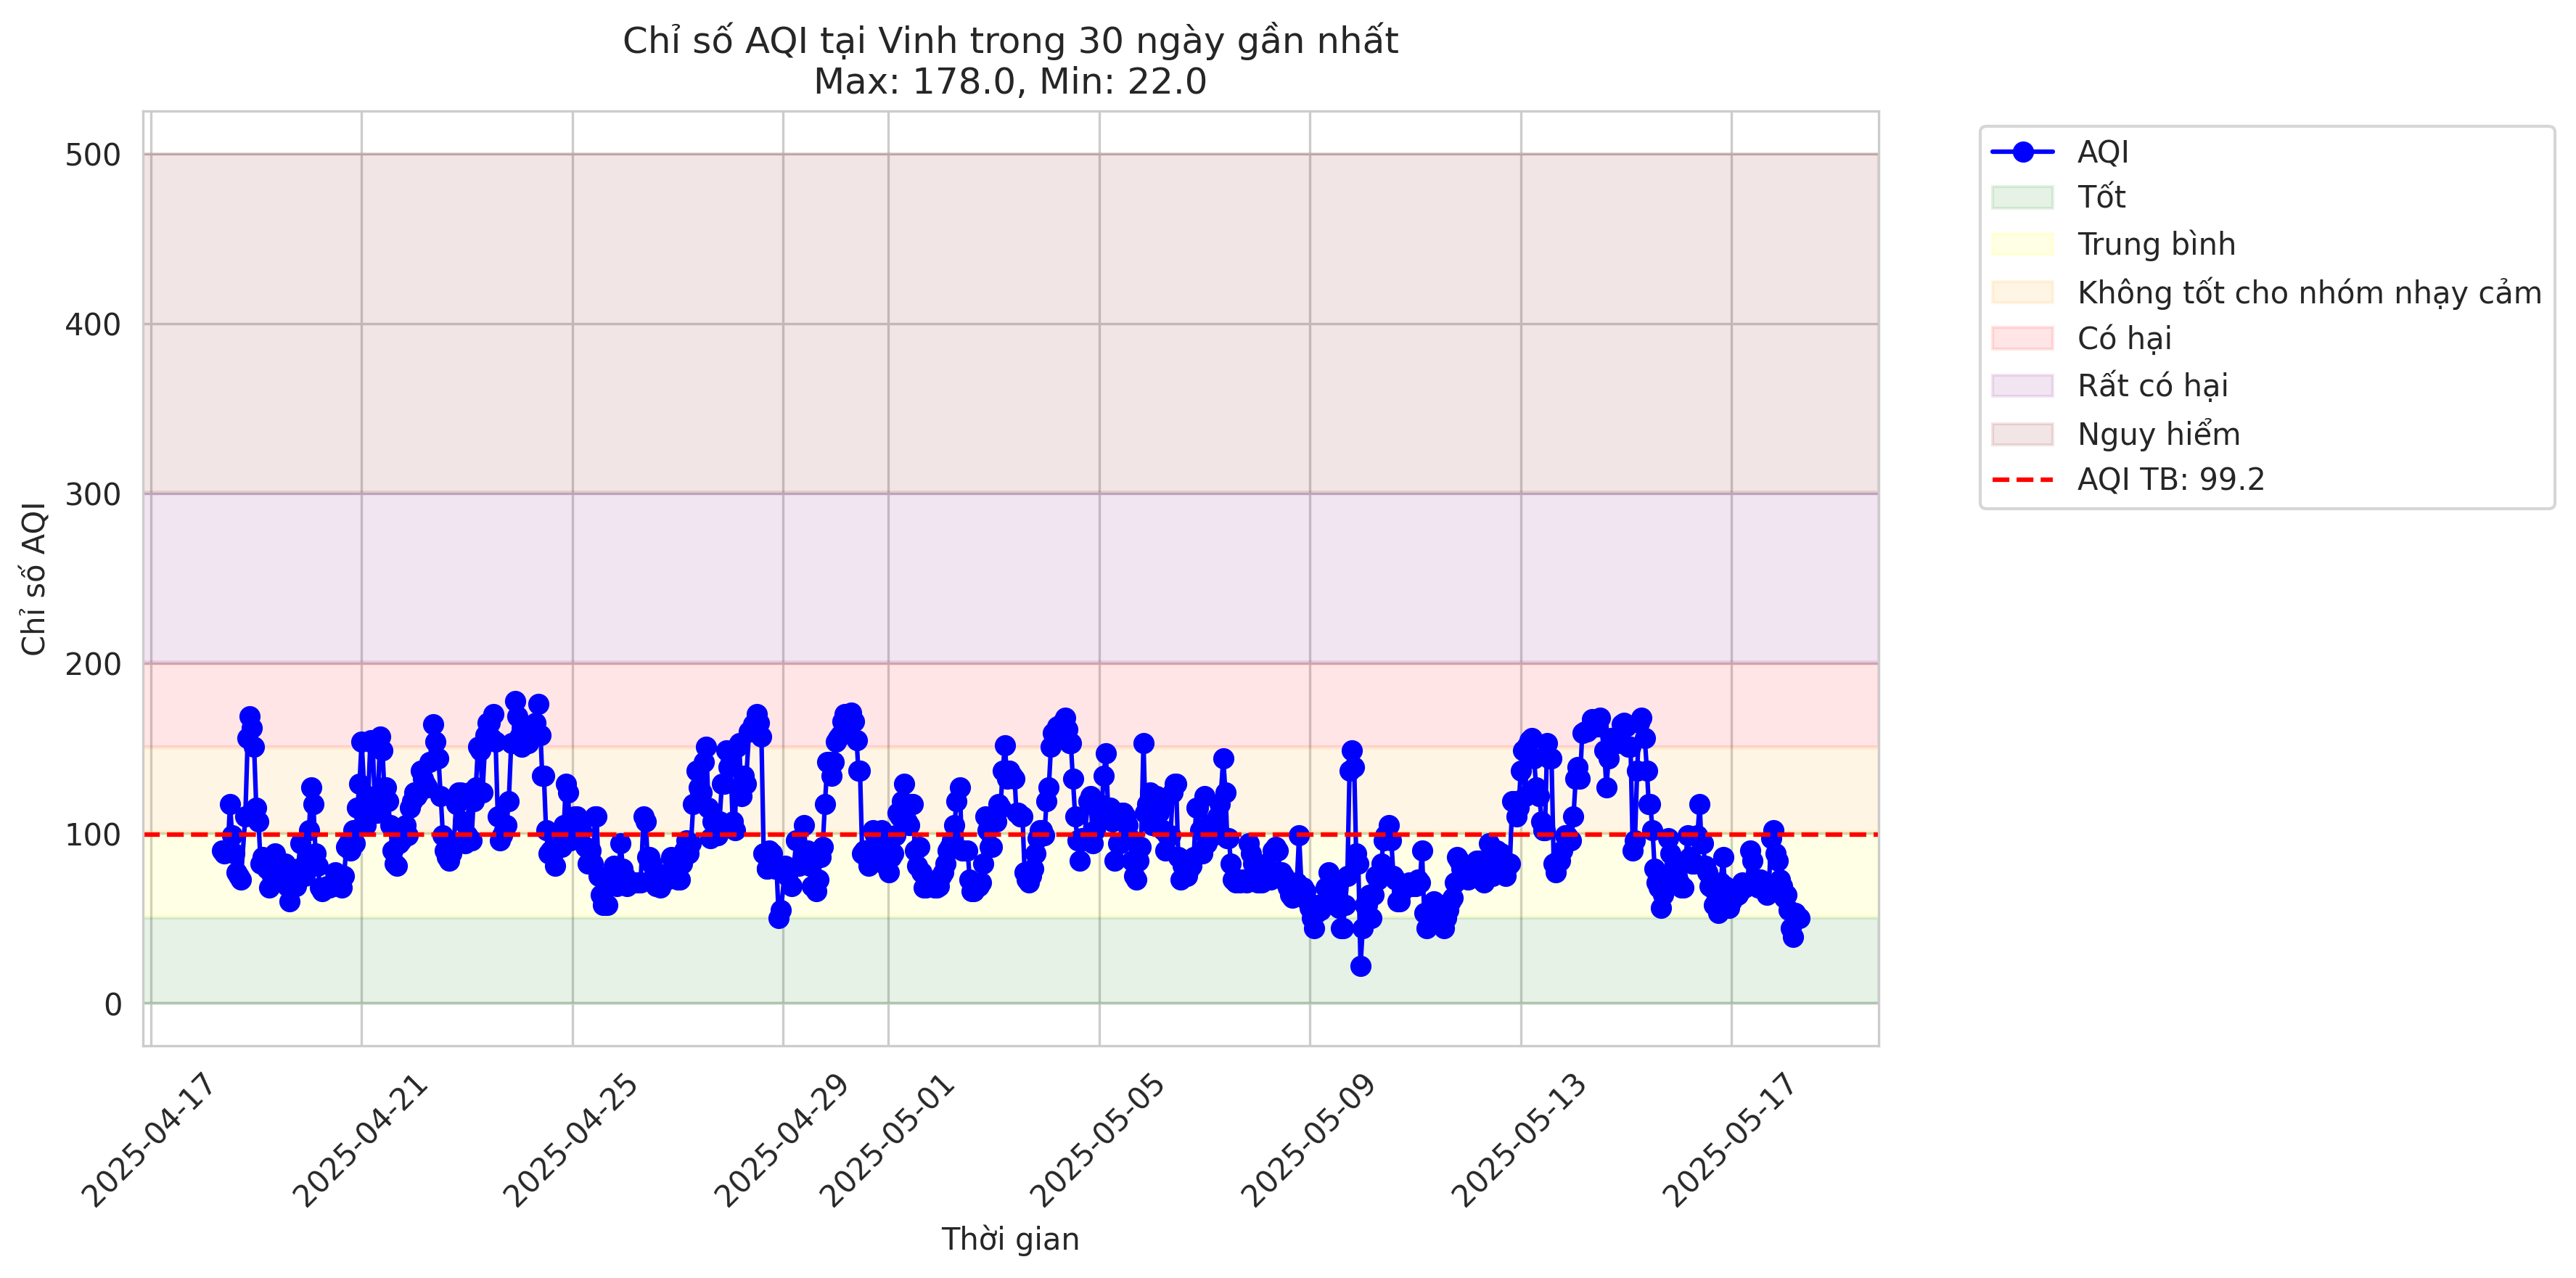 Chỉ số AQI tại Vinh trong 30 ngày gần nhất
Max: 178.0, Min: 22.0
Chỉ số AQI
500
400
300
200
100
0
2025-04-17
2025-04-21
2025-04-25
2025-04-29
2025-05-01
2025-05-05
2025-05-09
2025-05-13
2025-05-17
Thời gian
AQI
Tốt
Trung bình
Không tốt cho nhóm nhạy cảm
Có hại
Rất có hại
Nguy hiểm
AQI TB: 99.2